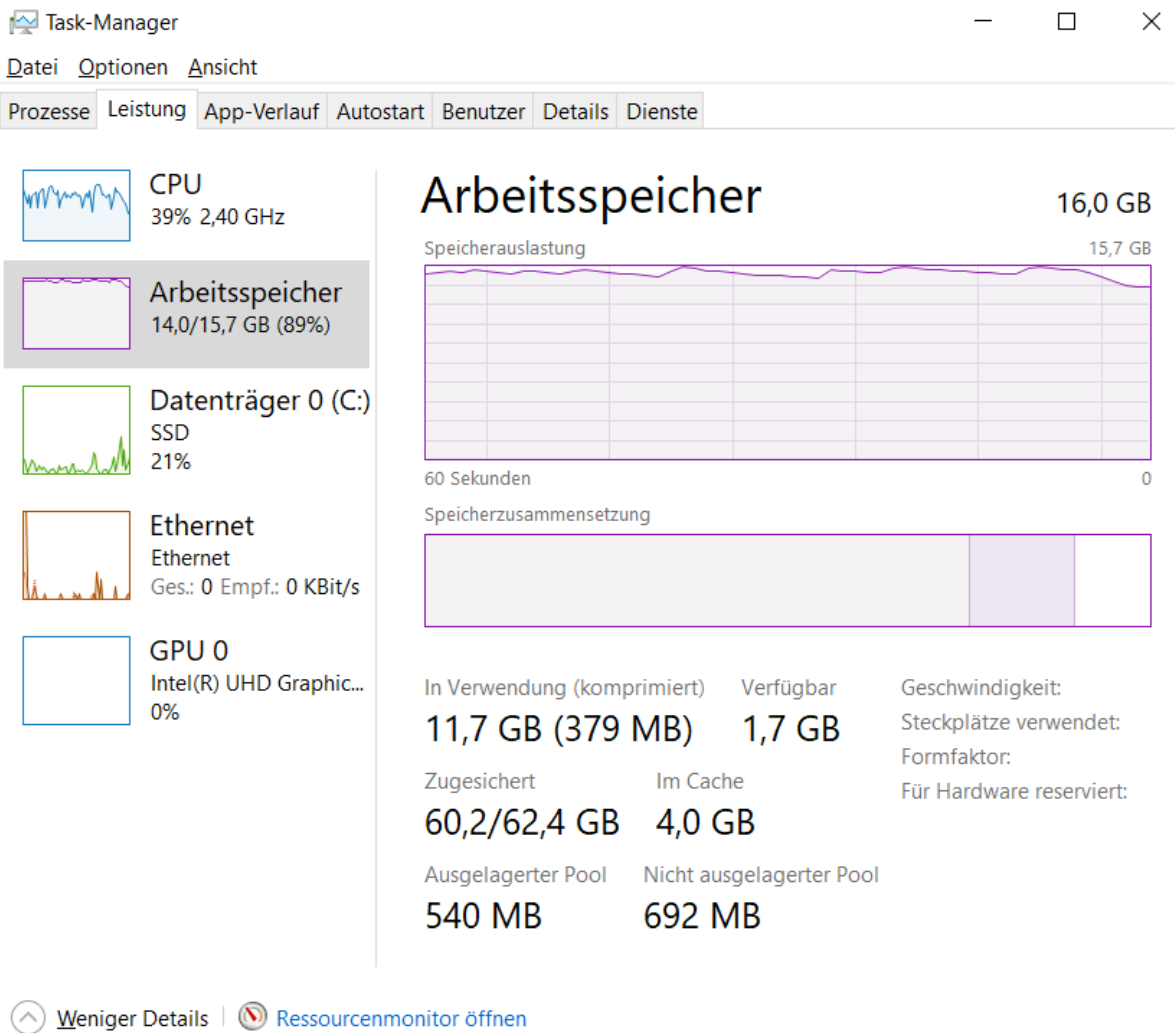 Task-Manager
Datei Optionen Ansicht
Prozesse Leistung App-Verlauf Autostart Benutzer Details Dienste
CPU
39% 2,40 GHz
Arbeitsspeicher
14,0/15,7 GB (89%)
Datenträger 0 (C:)
SSD
21%
Ethernet
Ethernet
Ges.: 0 Empf.: 0 KBit/s
GPU 0
Intel(R) UHD Graphic...
0%
Arbeitsspeicher 16,0 GB
Speicherauslastung 15,7 GB
60 Sekunden 0
Speicherzusammensetzung
In Verwendung (komprimiert) Verfügbar
11,7 GB (379 MB) 1,7 GB
Zugesichert Im Cache
60,2/62,4 GB 4,0 GB
Ausgelagerter Pool Nicht ausgelagerter Pool
540 MB 692 MB
Geschwindigkeit:
Steckplätze verwendet:
Formfaktor:
Für Hardware reserviert:
Weniger Details Ressourcenmonitor öffnen